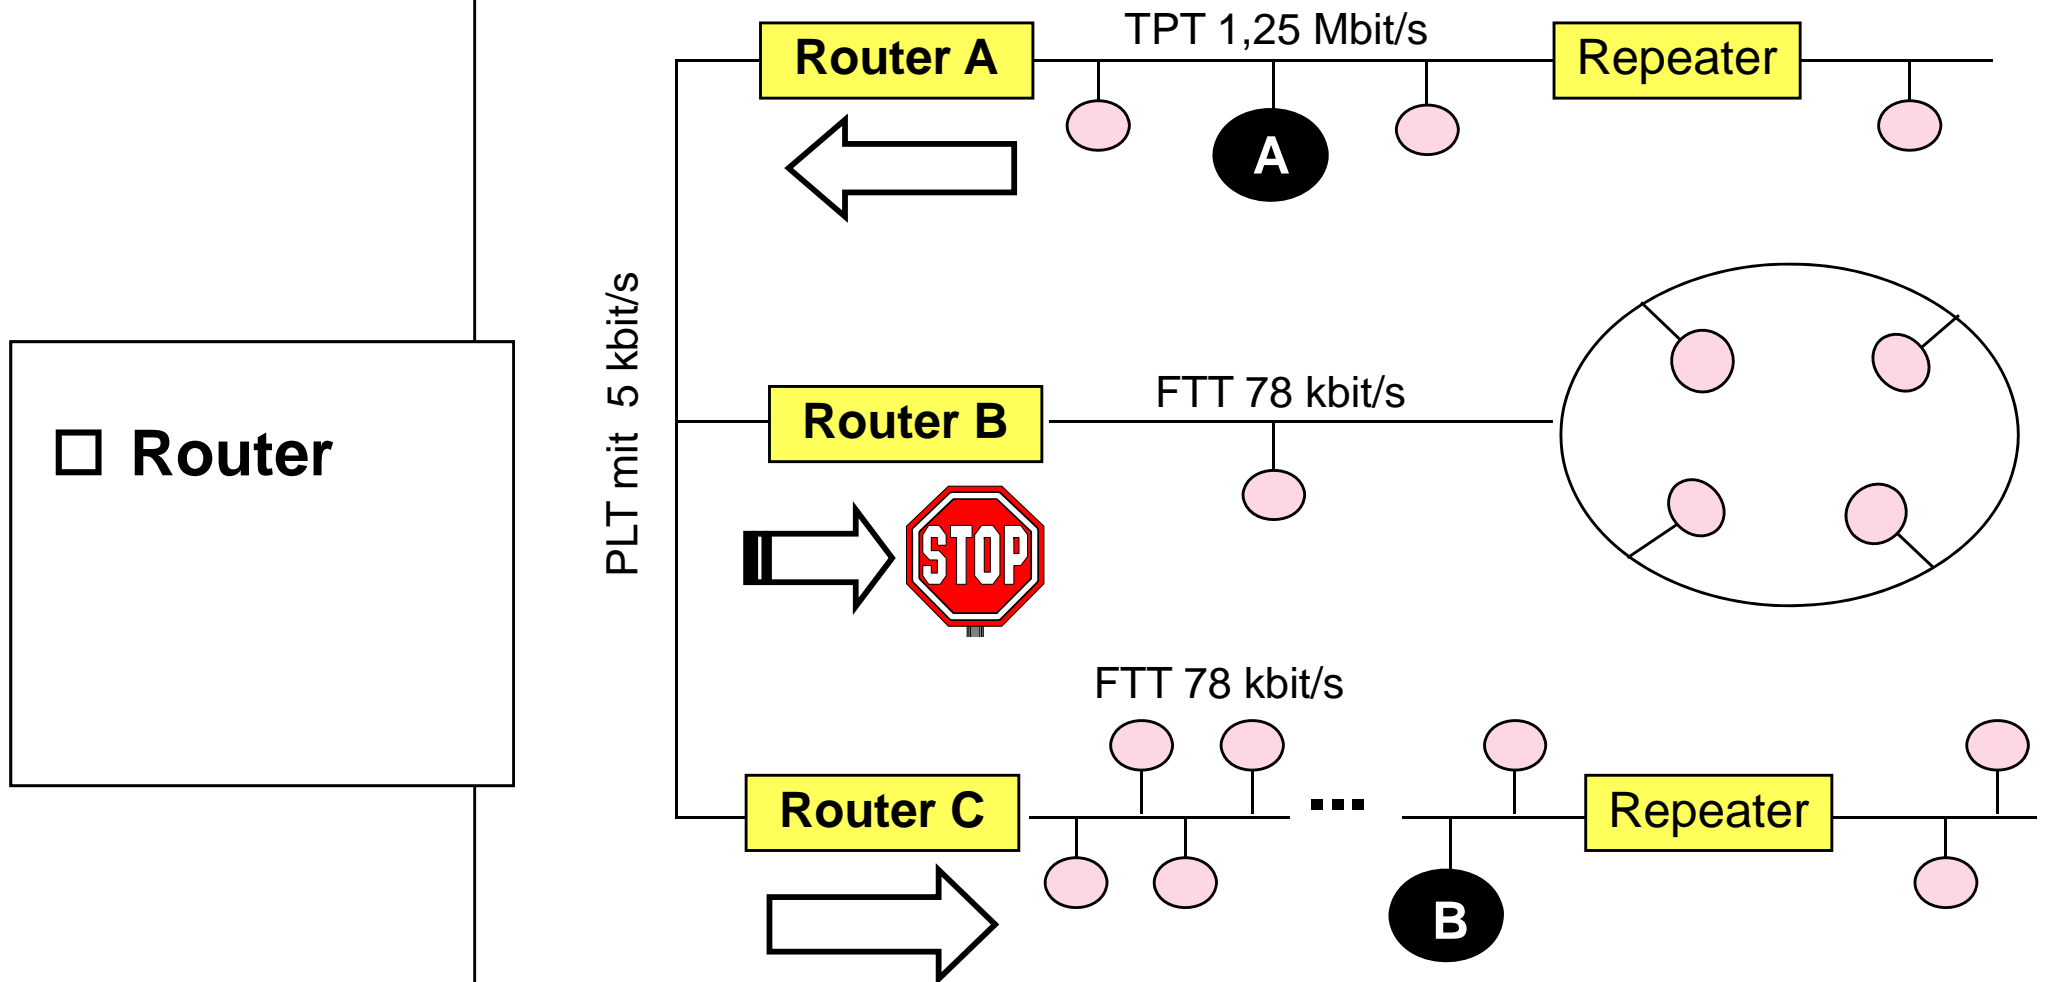 TPT 1,25 Mbit/s
Router A
Repeater
A
PLT mit 5 kbit/s
Router
FTT 78 kbit/s
Router B
STOP
FTT 78 kbit/s
Router C
...
Repeater
B